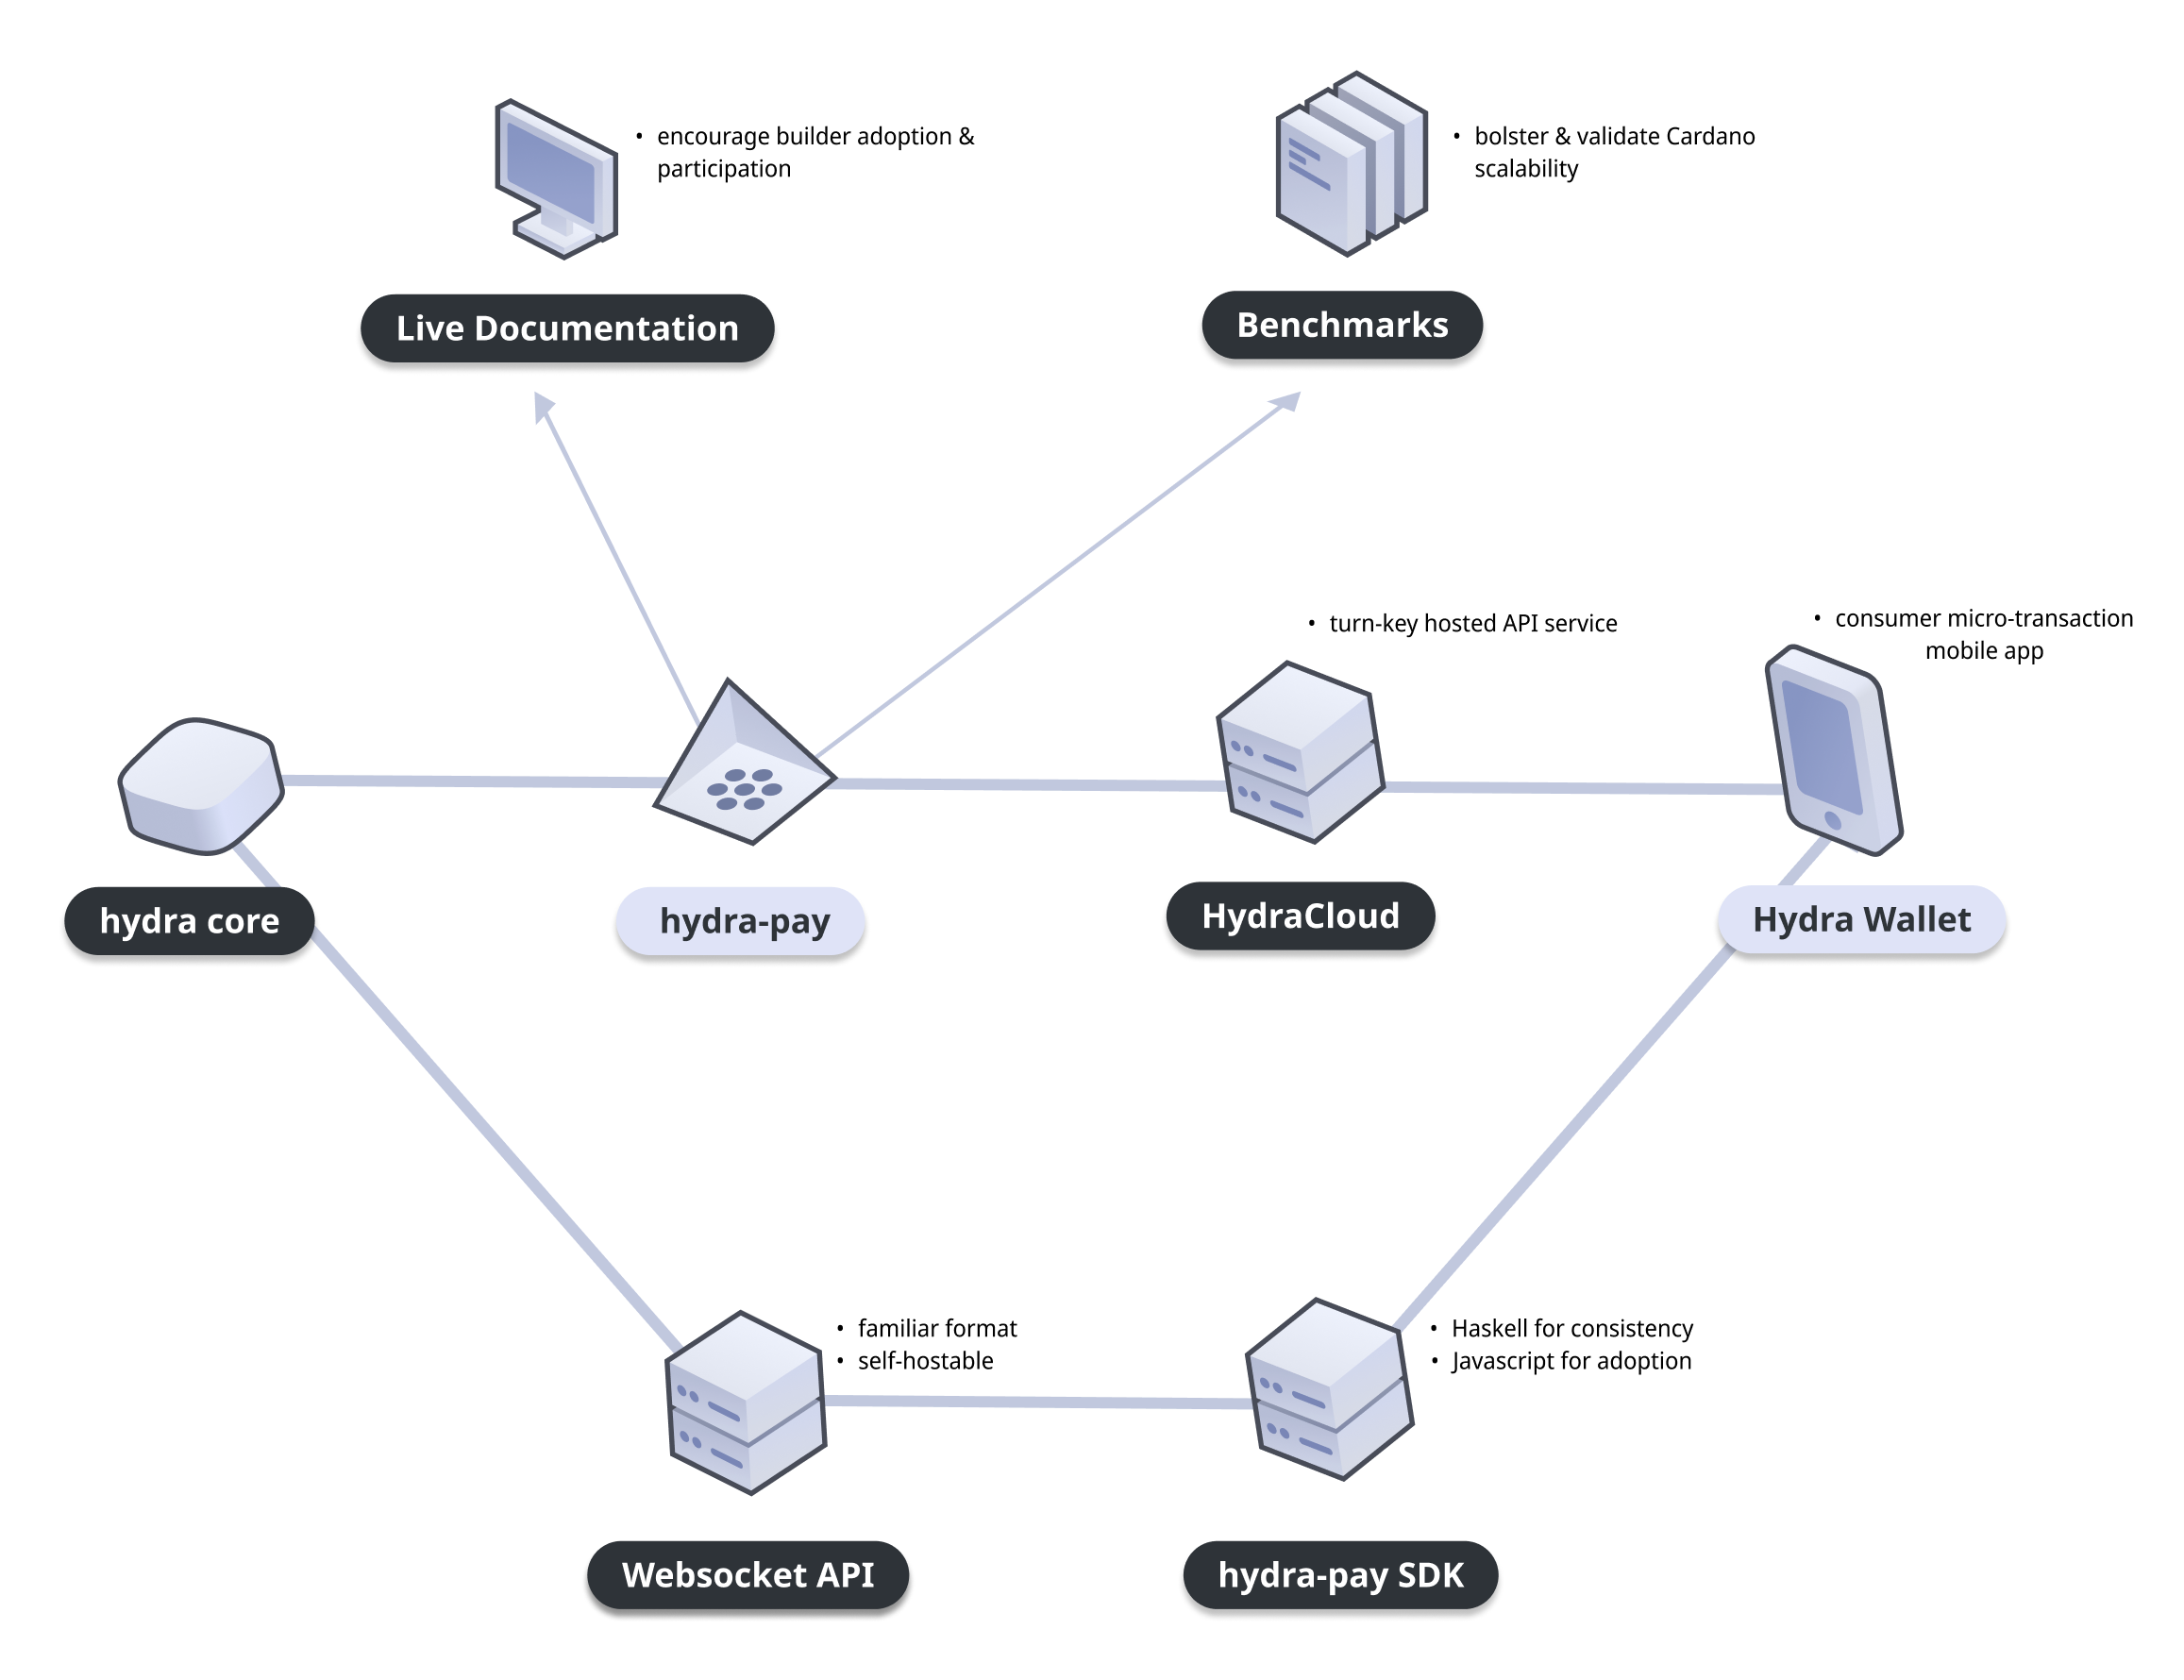 • encourage builder adoption &
participation
• bolster & validate Cardano
scalability
Live Documentation
Benchmarks
• turn-key hosted API service
• consumer micro-transaction
mobile app
hydra core
hydra-pay
HydraCloud
Hydra Wallet
• familiar format
• self-hostable
• Haskell for consistency
• Javascript for adoption
Websocket API
hydra-pay SDK